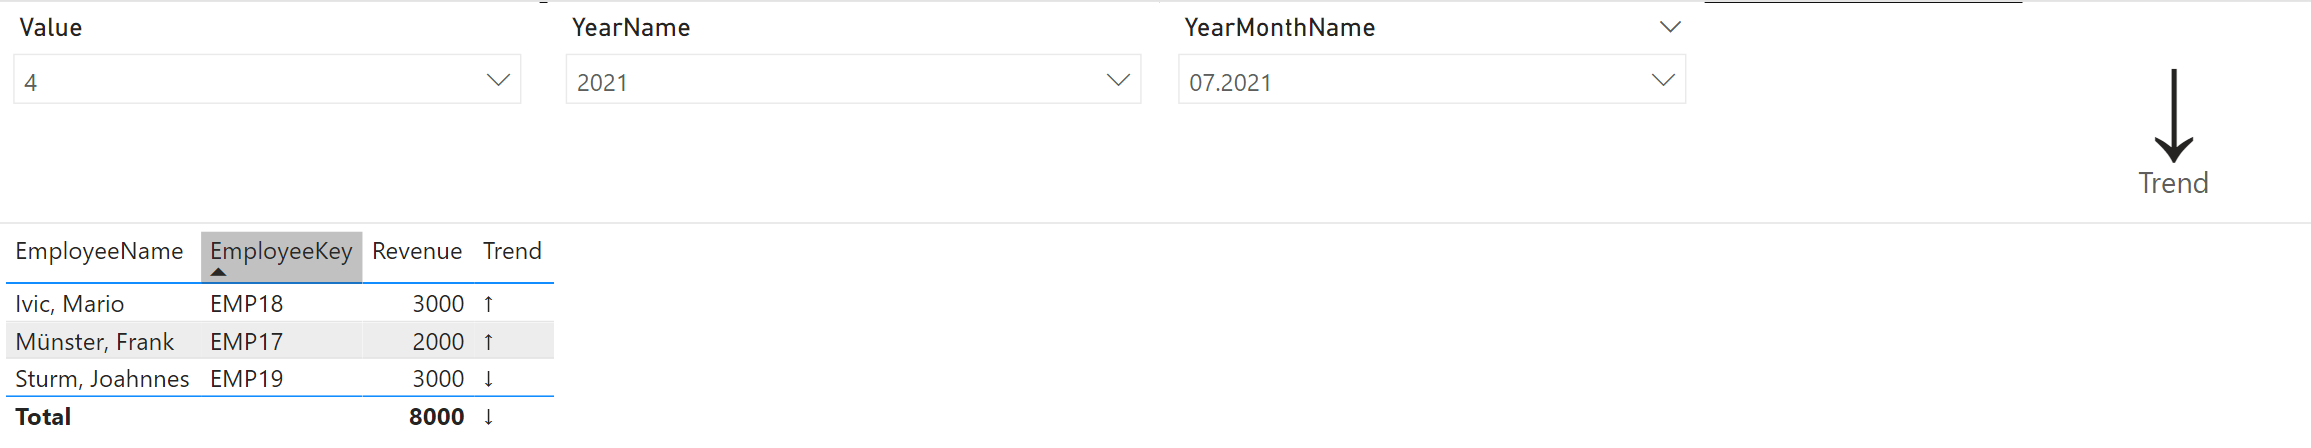 Value YearName YearMonthName
4 2021 07.2021
Trend
EmployeeName EmployeeKey Revenue Trend
Ivic, Mario EMP18 3000 ↑
Münster, Frank EMP17 2000 ↑
Sturm, Joahnnes EMP19 3000 ↓
Total 8000 ↓